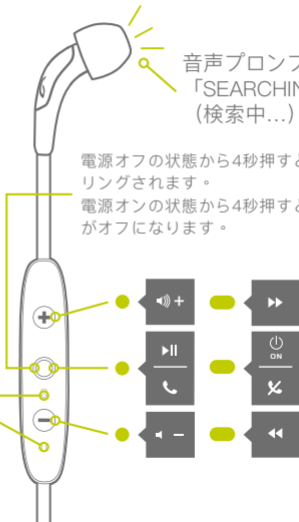 音声プロンプ
「SEARCHIN
（検索中...）
電源オフの状態から4秒押すと
リングされます。
電源オンの状態から4秒押すと
がオフになります。
+
ON
−